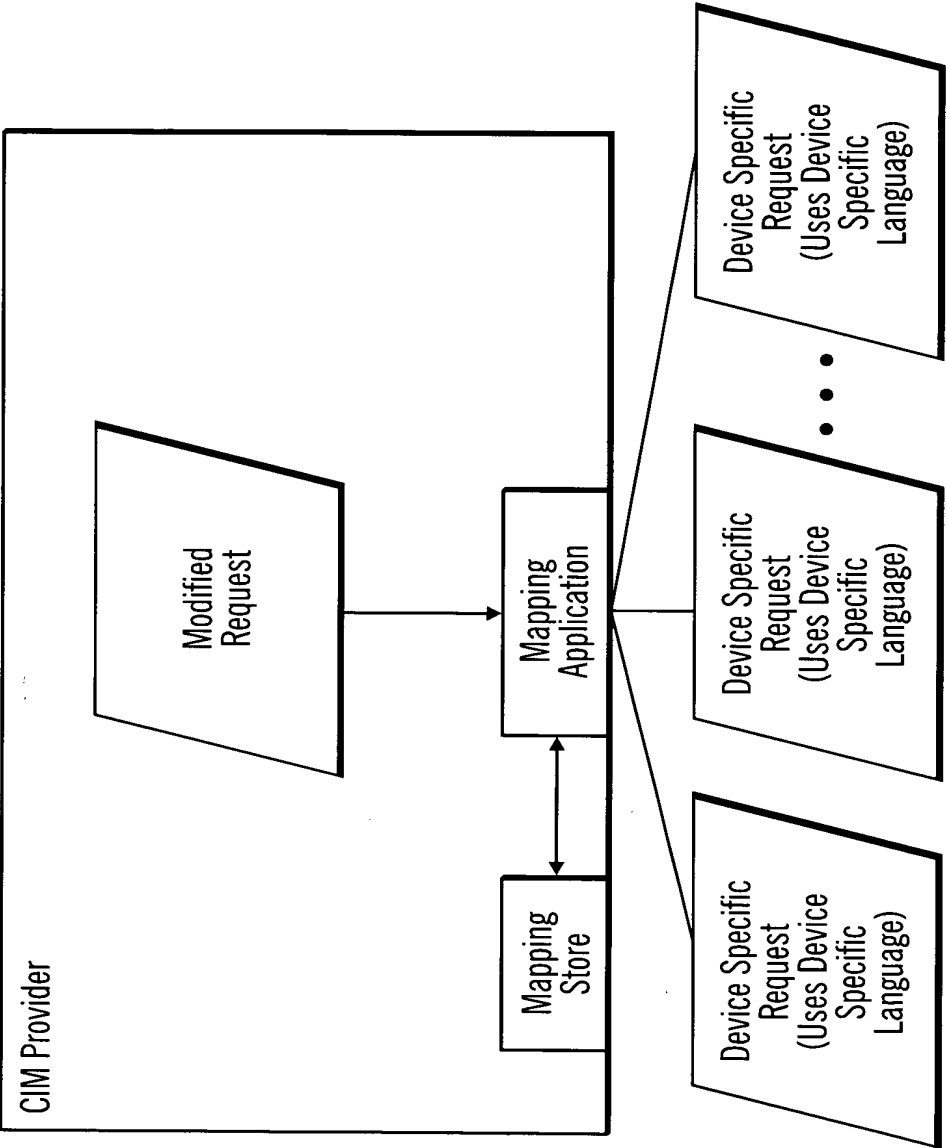 CIM Provider
Modified
Request
Mapping
Store
Mapping
Application
Device Specific
Request
(Uses Device
Specific
Language)
Device Specific
Request
(Uses Device
Specific
Language)
Device Specific
Request
(Uses Device
Specific
Language)